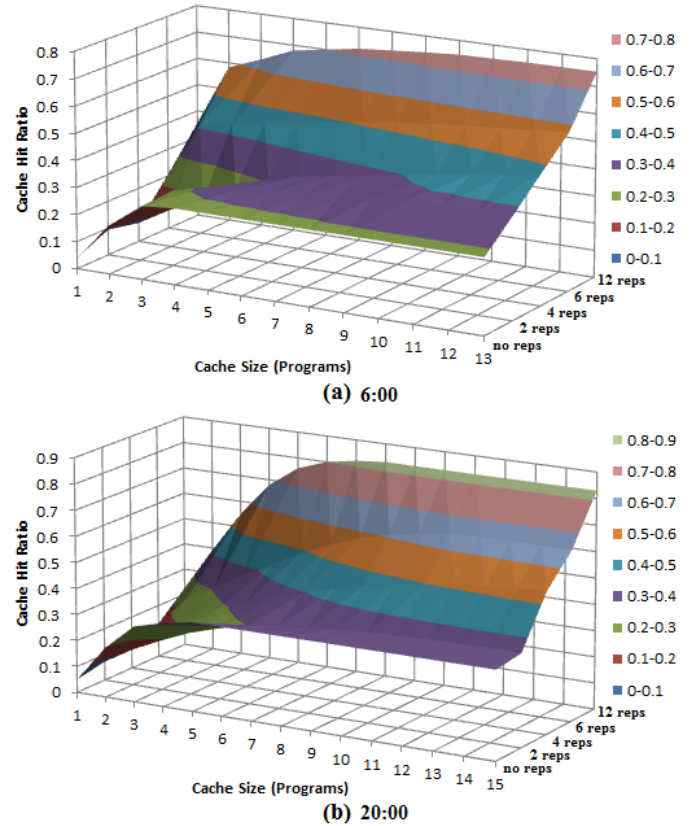 0.8
0.7
0.6
0.5
0.4
0.3
0.2
0.1
0
Cache Hit Ratio
1 2 3 4 5 6 7 8 9 10 11 12 13
Cache Size (Programs)
no reps
2 reps
4 reps
6 reps
12 reps
0.7-0.8
0.6-0.7
0.5-0.6
0.4-0.5
0.3-0.4
0.2-0.3
0.1-0.2
0-0.1
(a) 6:00
0.9
0.8
0.7
0.6
0.5
0.4
0.3
0.2
0.1
0
Cache Hit Ratio
1 2 3 4 5 6 7 8 9 10 11 12 13 14 15
Cache Size (Programs)
no reps
2 reps
4 reps
6 reps
12 reps
0.8-0.9
0.7-0.8
0.6-0.7
0.5-0.6
0.4-0.5
0.3-0.4
0.2-0.3
0.1-0.2
0-0.1
(b) 20:00